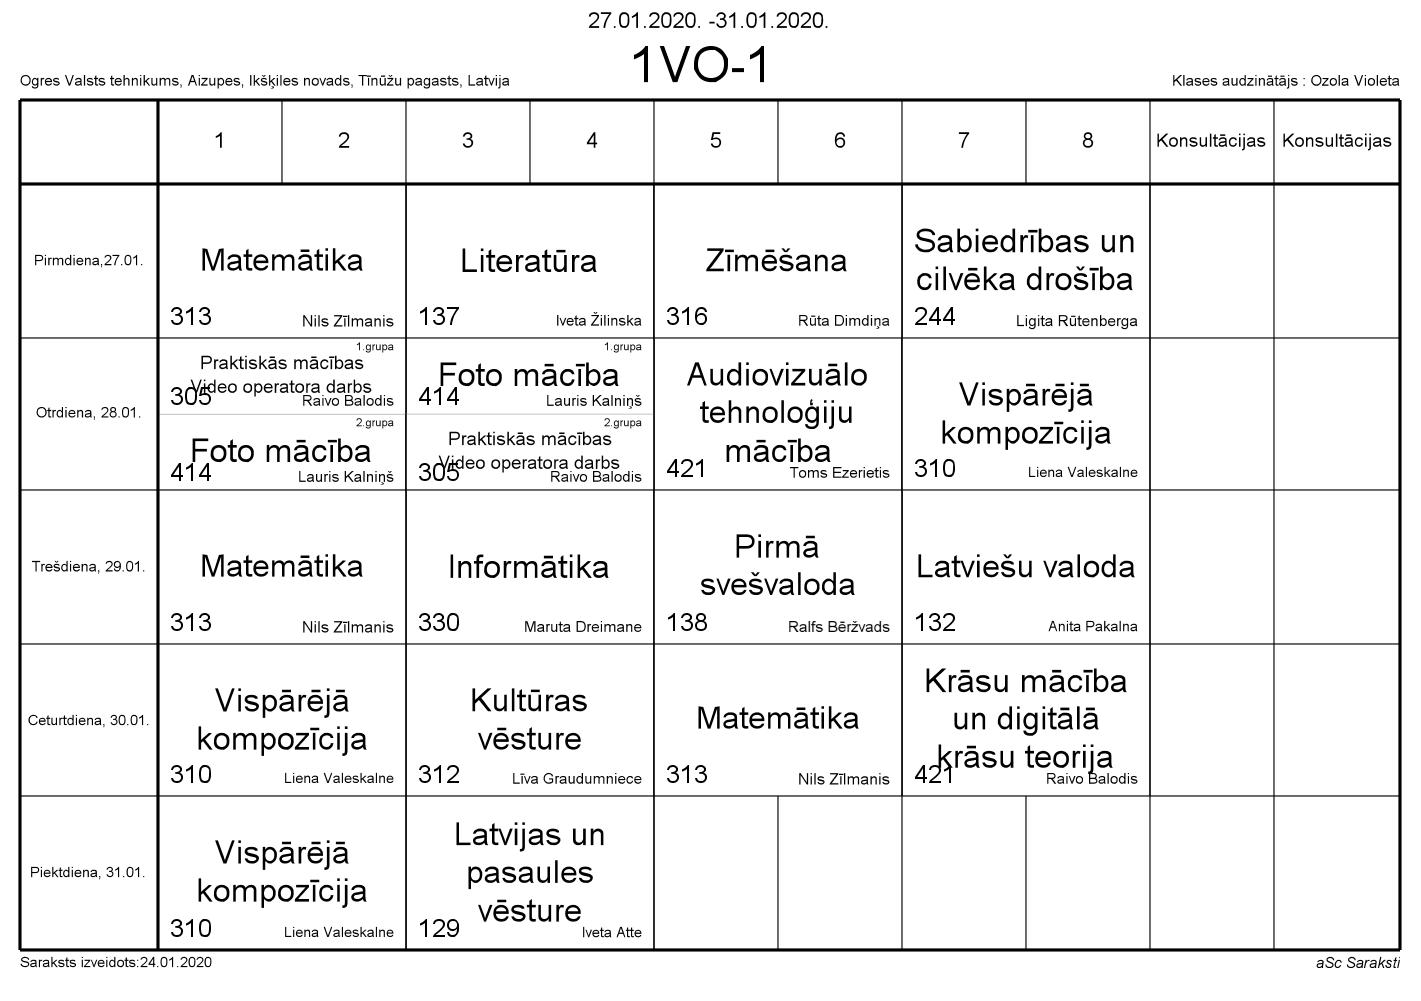 27.01.2020. -31.01.2020.
1VO-1
Ogres Valsts tehnikums, Aizupes, Ikšķiles novads, Tīnūžu pagasts, Latvija
Klases audzinātājs : Ozola Violeta
1 2 3 4 5 6 7 8 Konsultācijas Konsultācijas
Pirmdiena,27.01.
Matemātika
313 Nils Zīlmanis
Literatūra
137 Iveta Žilinska
Zīmēšana
316 Rūta Dimdiņa
Sabiedrības un
cilvēka drošība
244 Ligita Rūtenberga
Otrdiena, 28.01.
1.grupa
Praktiskās mācības
Video operatora darbs
305 Raivo Balodis
2.grupa
Foto mācība
414 Lauris Kalniņš
1.grupa
Foto mācība
414 Lauris Kalniņš
2.grupa
Praktiskās mācības
Video operatora darbs
305 Raivo Balodis
Audiovizuālo
tehnoloģiju
mācība
421 Toms Ezerietis
Vispārējā
kompozīcija
310 Liena Valeskalne
Trešdiena, 29.01.
Matemātika
313 Nils Zīlmanis
Informātika
330 Maruta Dreimane
Pirmā
svešvaloda
138 Ralfs Bēržvads
Latviešu valoda
132 Anita Pakalna
Ceturtdiena, 30.01.
Vispārējā
kompozīcija
310 Liena Valeskalne
Kultūras
vēsture
312 Līva Graudumniece
Matemātika
313 Nils Zīlmanis
Krāsu mācība
un digitālā
krāsu teorija
421 Raivo Balodis
Piektdiena, 31.01.
Vispārējā
kompozīcija
310 Liena Valeskalne
Latvijas un
pasaules
vēsture
129 Iveta Atte
Saraksts izveidots:24.01.2020
aSc Saraksti